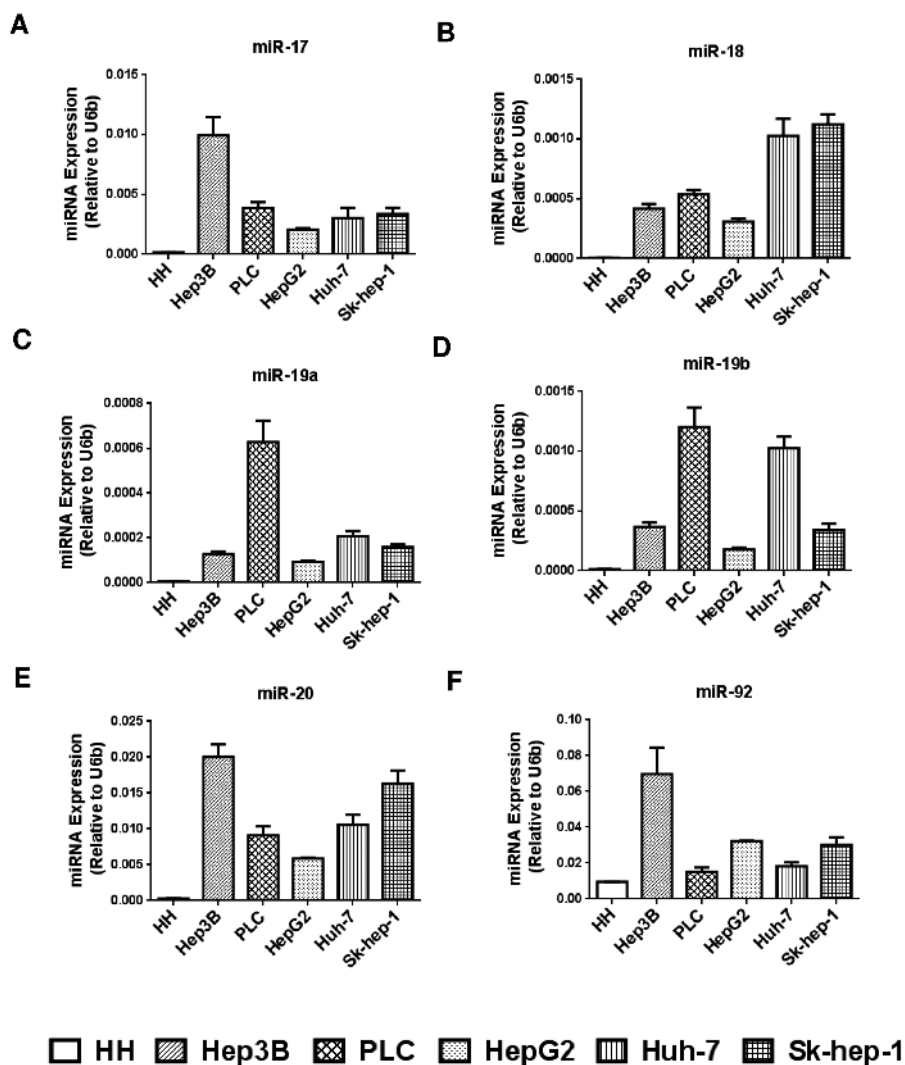 A
miR-17
miRNA Expression
(Relative to U6b)
0.015
0.010
0.005
0.000
HH
Hep3B
PLC
HepG2
Huh-7
Sk-hep-1
B
miR-18
miRNA Expression
(Relative to U6b)
0.0015
0.0010
0.0005
0.0000
HH
Hep3B
PLC
HepG2
Huh-7
Sk-hep-1
C
miR-19a
miRNA Expression
(Relative to U6b)
0.0008
0.0006
0.0004
0.0002
0.0000
HH
Hep3B
PLC
HepG2
Huh-7
Sk-hep-1
D
miR-19b
miRNA Expression
(Relative to U6b)
0.0015
0.0010
0.0005
0.0000
HH
Hep3B
PLC
HepG2
Huh-7
Sk-hep-1
E
miR-20
miRNA Expression
(Relative to U6b)
0.025
0.020
0.015
0.010
0.005
0.000
HH
Hep3B
PLC
HepG2
Huh-7
Sk-hep-1
F
miR-92
miRNA Expression
(Relative to U6b)
0.10
0.08
0.06
0.04
0.02
0.00
HH
Hep3B
PLC
HepG2
Huh-7
Sk-hep-1
HH Hep3B PLC HepG2 Huh-7 Sk-hep-1